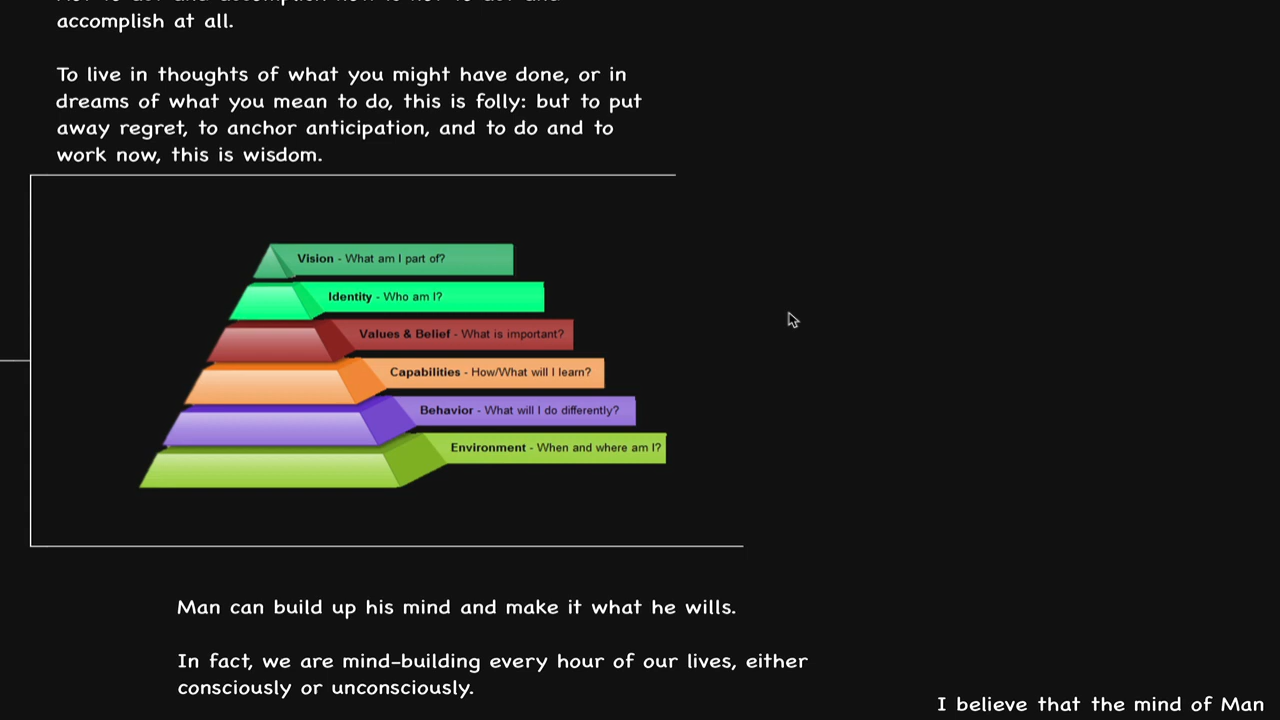 accomplish at all.
To live in thoughts of what you might have done, or in
dreams of what you mean to do, this is folly: but to put
away regret, to anchor anticipation, and to do and to
work now, this is wisdom.
Vision - What am I part of?
Identity - Who am I?
Values & Belief - What is important?
Capabilities - How/What will I learn?
Behavior - What will I do differently?
Environment - When and where am I?
Man can build up his mind and make it what he wills.
In fact, we are mind-building every hour of our lives, either
consciously or unconsciously.
I believe that the mind of Man